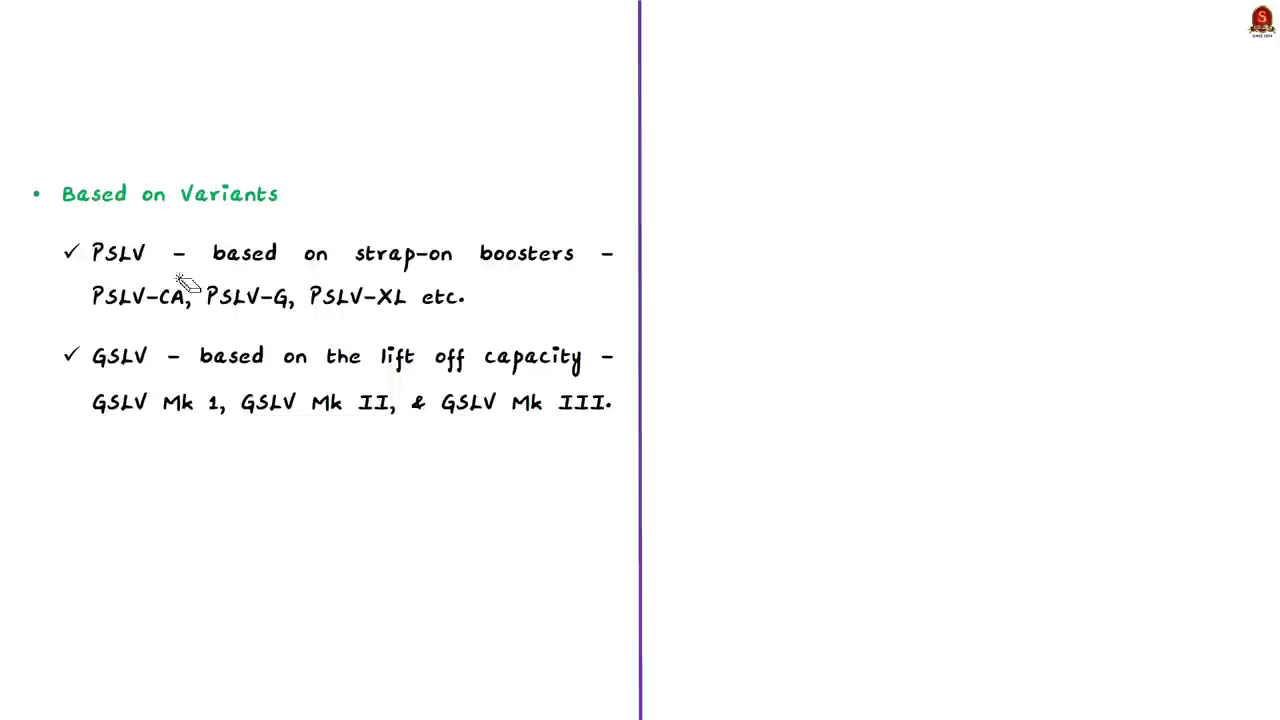 • Based on Variants
✓ PSLV – based on strap-on boosters –
PSLV-CA, PSLV-G, PSLV-XL etc.
✓ GSLV – based on the lift off capacity –
GSLV Mk 1, GSLV Mk II, & GSLV Mk III.
S